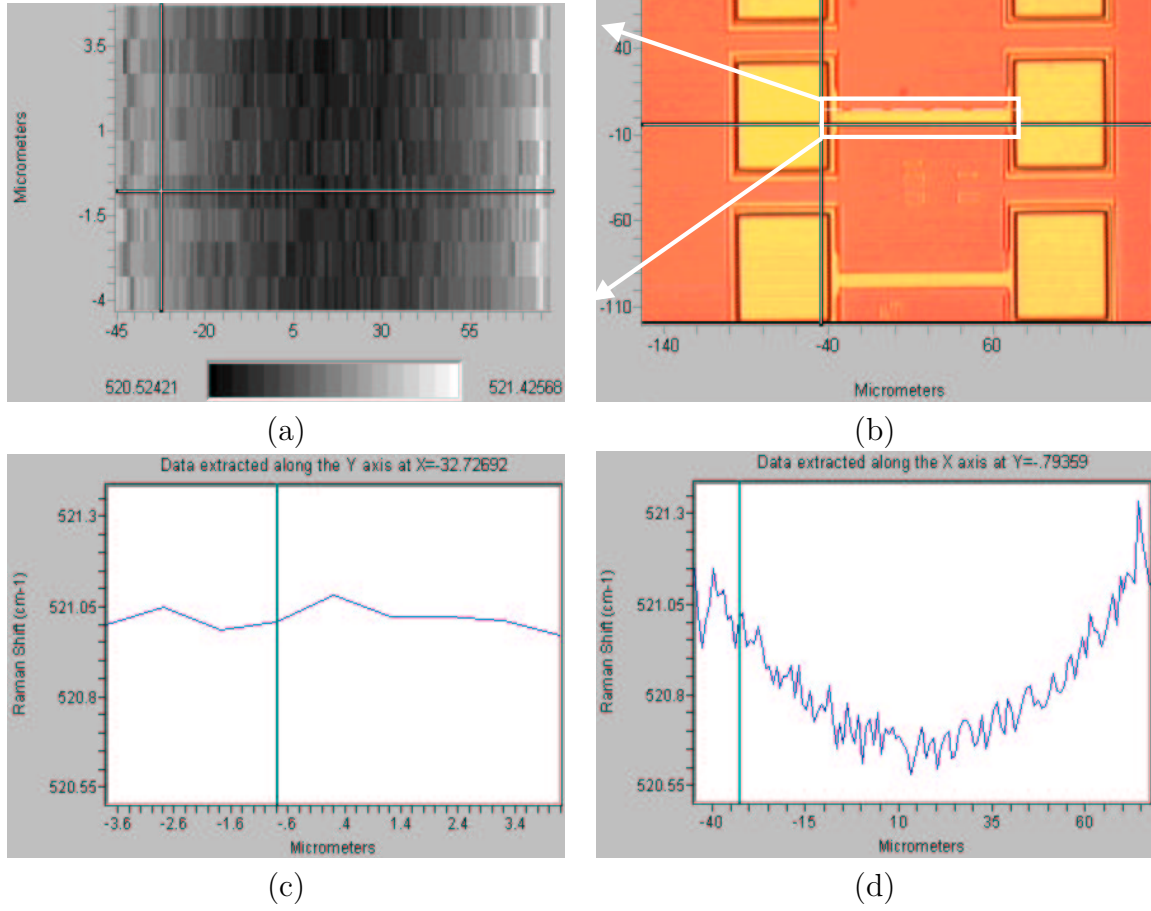 3.5
1
-1.5
-4
Micrometers
-45 -20 5 30 55
520.52421 521.42568
(a)
40
-10
-60
-110
-140 -40 60
Micrometers
(b)
Data extracted along the Y axis at X=-32.72692
521.3
521.05
520.8
520.55
Raman Shift (cm-1)
-3.6 -2.6 -1.6 -.6 .4 1.4 2.4 3.4
Micrometers
(c)
Data extracted along the X axis at Y=-.79359
521.3
521.05
520.8
520.55
Raman Shift (cm-1)
-40 -15 10 35 60
Micrometers
(d)